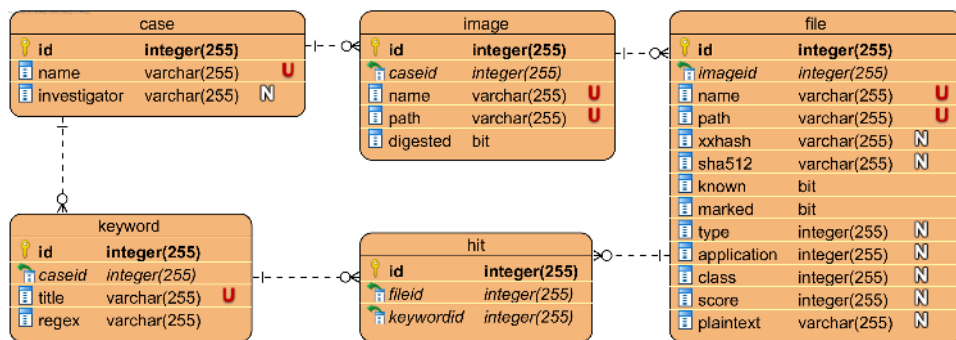 case
id integer(255)
name varchar(255) U
investigator varchar(255) N
image
id integer(255)
caseid integer(255)
name varchar(255) U
path varchar(255) U
digested bit
file
id integer(255)
imageid integer(255)
name varchar(255) U
path varchar(255) U
xxhash varchar(255) N
sha512 varchar(255) N
known bit
marked bit
type integer(255) N
application integer(255) N
class integer(255) N
score integer(255) N
plaintext varchar(255) N
keyword
id integer(255)
caseid integer(255)
title varchar(255) U
regex varchar(255)
hit
id integer(255)
fileid integer(255)
keywordid integer(255)